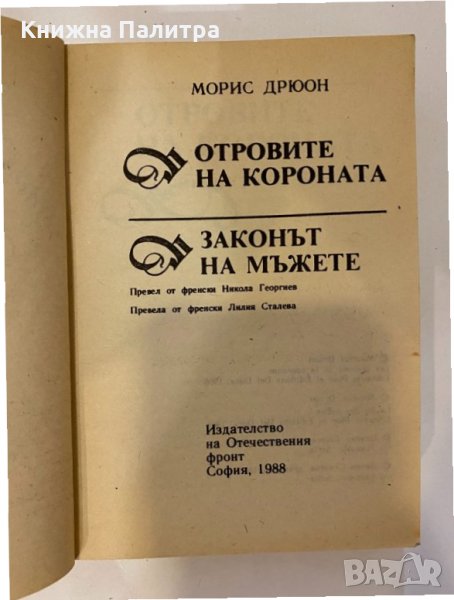 Книжна Палитра
МОРИС ДРЮОН
ОТРОВИТЕ
НА КОРОНАТА
ЗАКОНЪТ
НА МЪЖЕТЕ
Превел от френски Никола Георгиев
Превела от френски Лилия Сталева
Издателство
на Отечествения
фронт
София, 1988
BAZAR